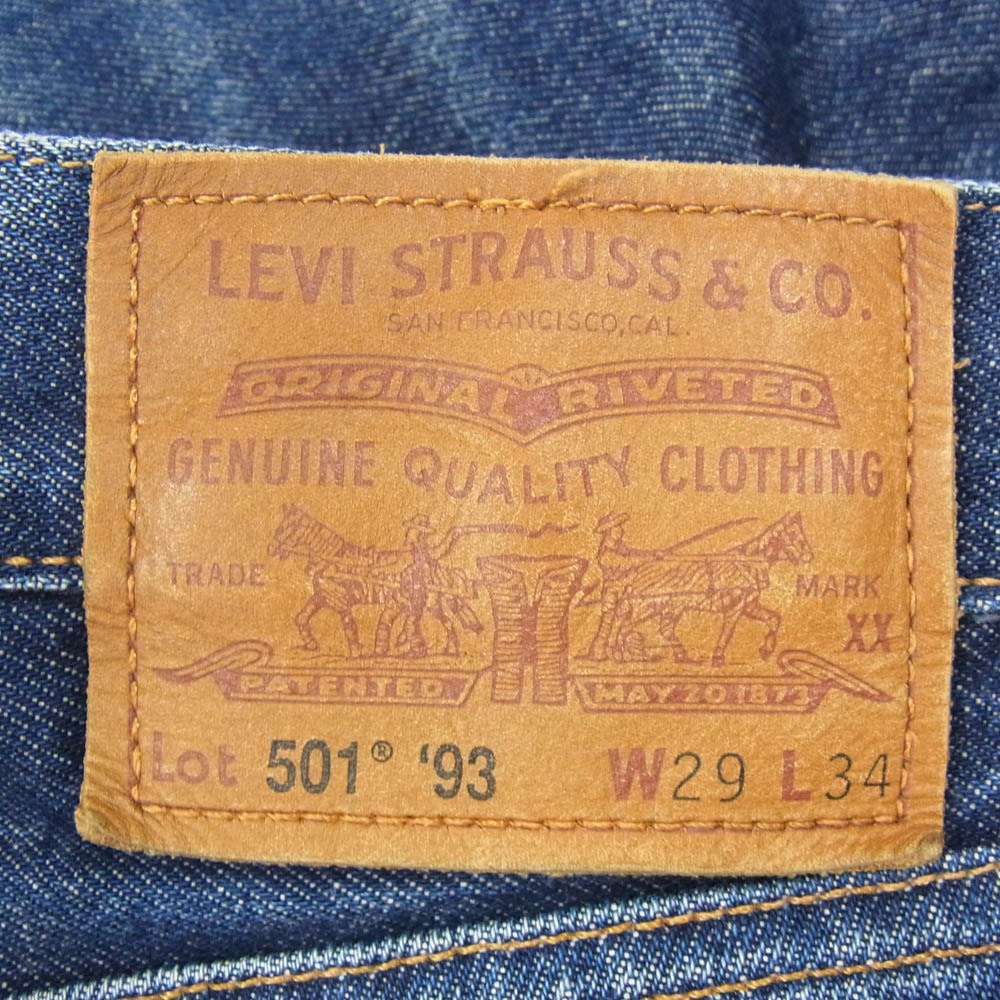 LEVI STRAUSS & CO.
SAN FRANCISCO, CAL.
ORIGINAL RIVETED
GENUINE QUALITY CLOTHING
TRADE MARK
XX
PATENTED MAY 20 1873
Lot 501® '93 W29 L34